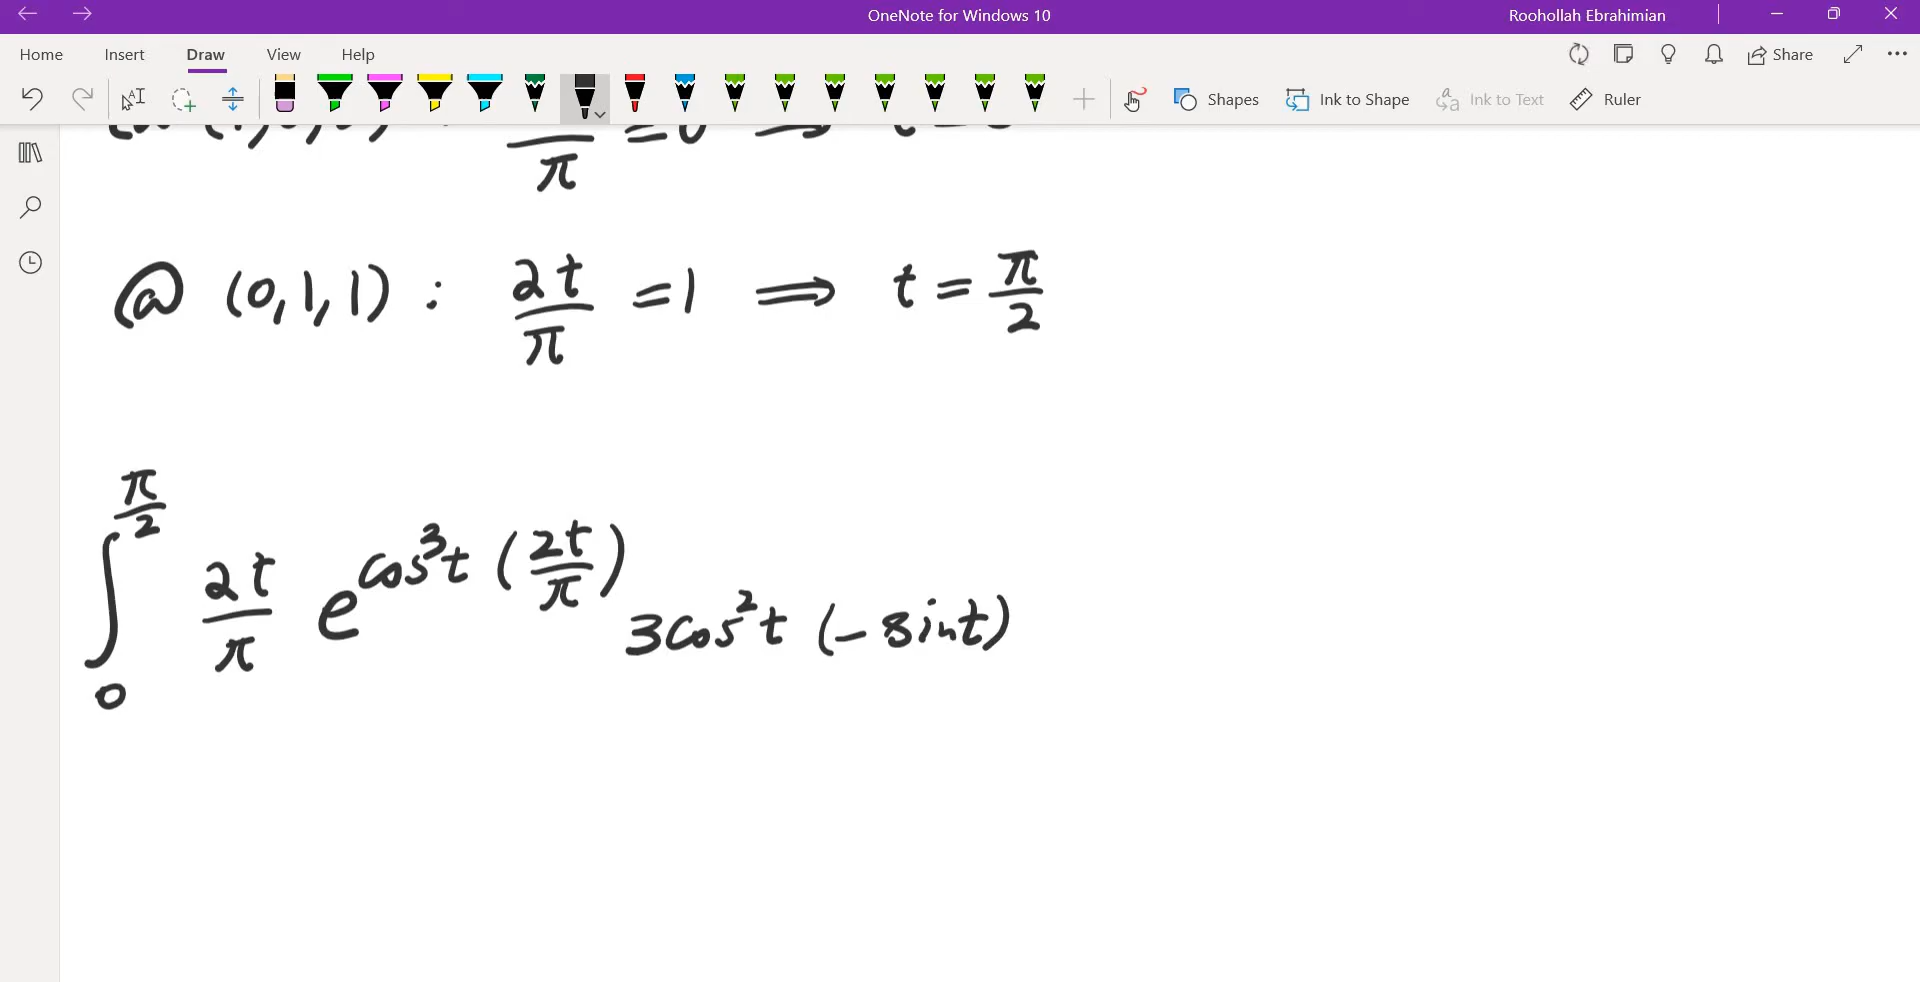 OneNote for Windows 10
Roohollah Ebrahimian
Home Insert Draw View Help
Share
Shapes Ink to Shape Ink to Text Ruler
π
@ (0,1,1) : 2t/π = 1 ⟹ t = π/2
∫₀^(π/2) 2t/π e^(cos³t (2t/π)) 3cos²t (- sint)